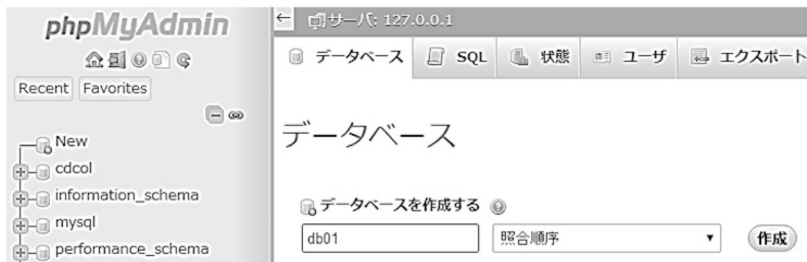 phpMyAdmin
Recent Favorites
New
cdcol
information_schema
mysql
performance_schema
サーバ: 127.0.0.1
データベース SQL 状態 ユーザ エクスポート
データベース
データベースを作成する
db01 照合順序 作成